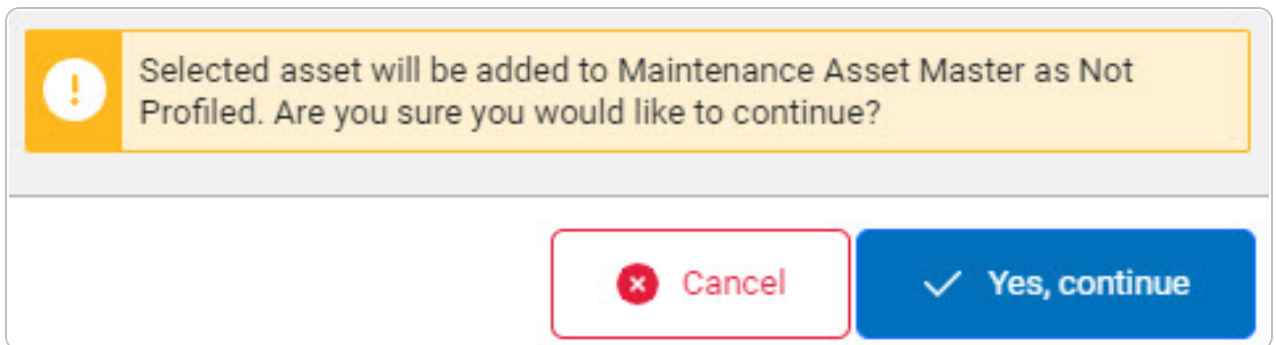 Selected asset will be added to Maintenance Asset Master as Not
Profiled. Are you sure you would like to continue?
Cancel
Yes, continue